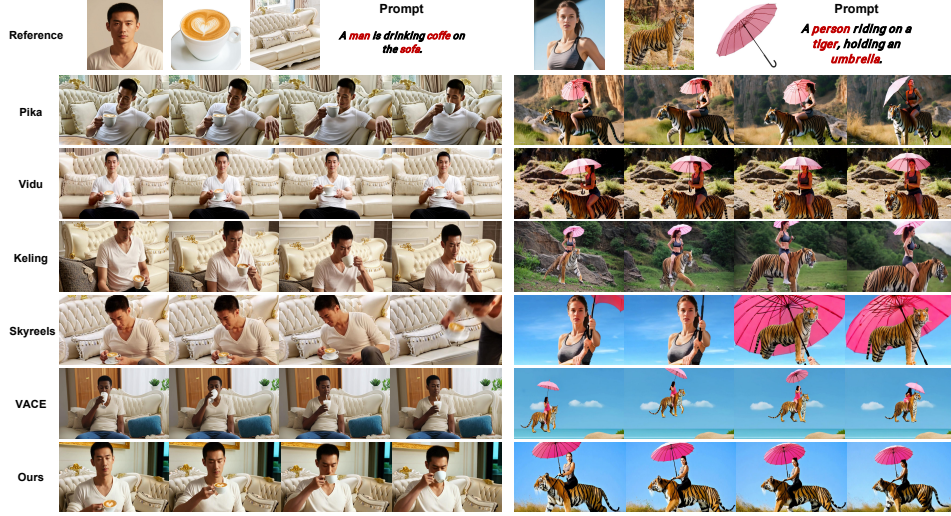 Reference
Prompt
A man is drinking coffe on
the sofa.
Prompt
A person riding on a
tiger, holding an
umbrella.
Pika
Vidu
Keling
Skyreels
VACE
Ours